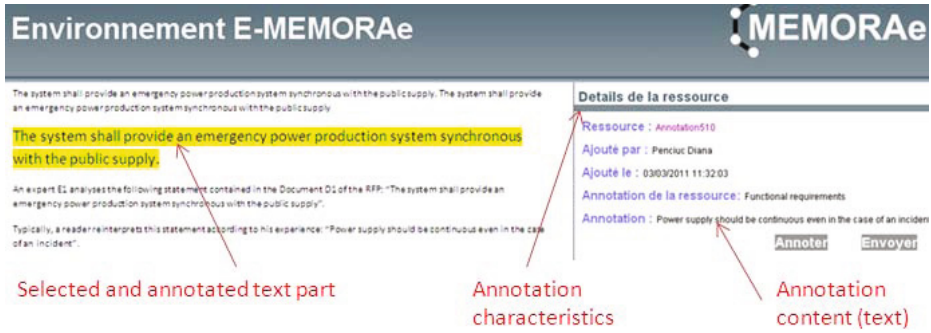 Environnement E-MEMORAe
MEMORAe
The system shall provide an emergency power production system synchronous with the public supply. The system shall provide
an emergency power production system synchronous with the public supply
The system shall provide an emergency power production system synchronous
with the public supply.
An expert E1 analyses the following statement contained in the Document D1 of the RFP: "The system shall provide an
emergency power production system synchronous with the public supply".
Typically, a reader reinterprets this statement according to his experience: "Power supply should be continuous even in the case
of an incident".
Details de la ressource
Ressource : Annotation510
Ajouté par : Penciuc Diana
Ajouté le : 03/03/2011 11:32:03
Annotation de la ressource: Functional requirements
Annotation : Power supply should be continuous even in the case of an incident
Annoter Envoyer
Selected and annotated text part
Annotation
characteristics
Annotation
content (text)